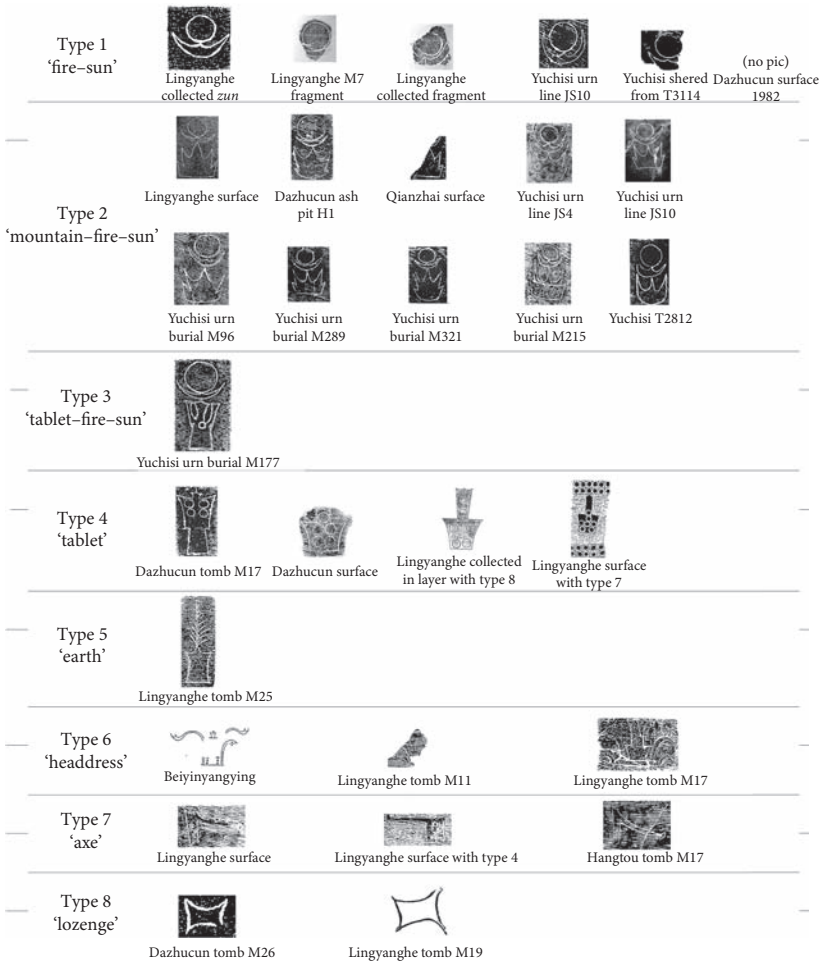 Type 1
‘fire–sun’
Lingyanghe
collected zun
Lingyanghe M7
fragment
Lingyanghe
collected fragment
Yuchisi urn
line JS10
Yuchisi shered
from T3114
(no pic)
Dazhucun surface
1982
Type 2
‘mountain–fire–sun’
Lingyanghe surface
Dazhucun ash
pit H1
Qianzhai surface
Yuchisi urn
line JS4
Yuchisi urn
line JS10
Yuchisi urn
burial M96
Yuchisi urn
burial M289
Yuchisi urn
burial M321
Yuchisi urn
burial M215
Yuchisi T2812
Type 3
‘tablet–fire–sun’
Yuchisi urn burial M177
Type 4
‘tablet’
Dazhucun tomb M17
Dazhucun surface
Lingyanghe collected
in layer with type 8
Lingyanghe surface
with type 7
Type 5
‘earth’
Lingyanghe tomb M25
Type 6
‘headdress’
Beiyinyangying
Lingyanghe tomb M11
Lingyanghe tomb M17
Type 7
‘axe’
Lingyanghe surface
Lingyanghe surface with type 4
Hangtou tomb M17
Type 8
‘lozenge’
Dazhucun tomb M26
Lingyanghe tomb M19